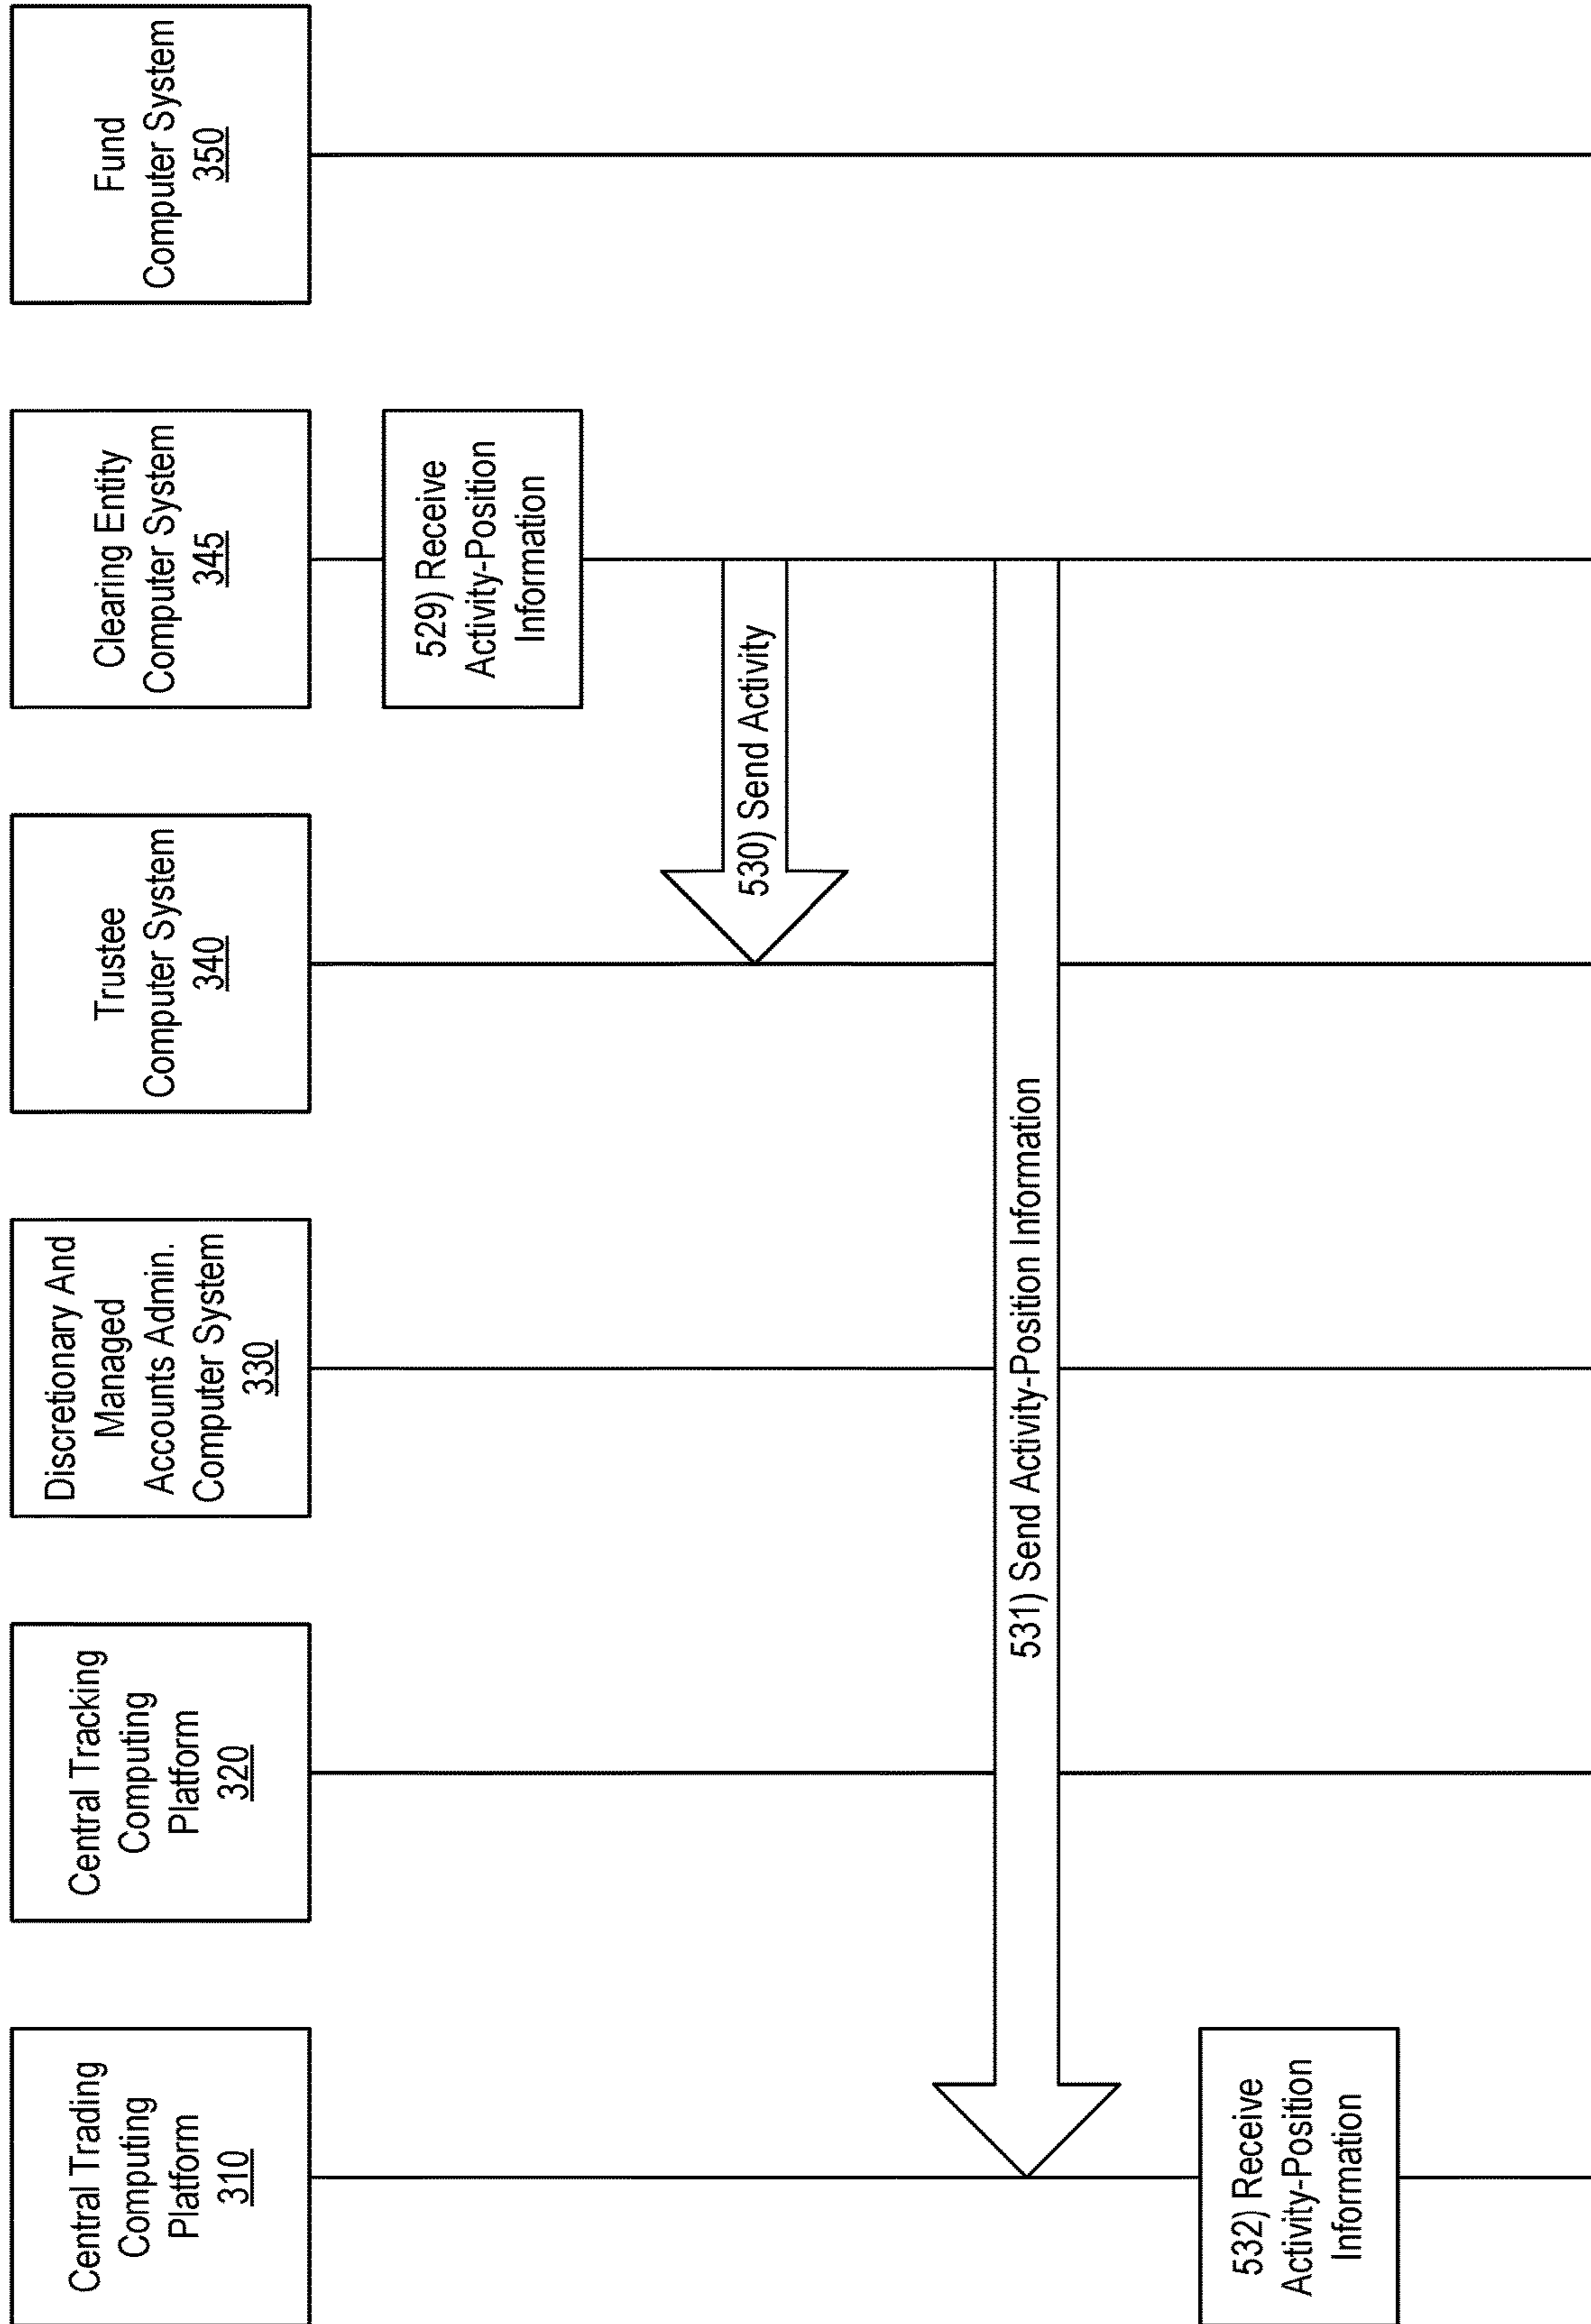 Central Trading
Computing
Platform
310
Central Tracking
Computing
Platform
320
Discretionary And
Managed
Accounts Admin.
Computer System
330
Trustee
Computer System
340
Clearing Entity
Computer System
345
Fund
Computer System
350
529) Receive
Activity-Position
Information
530) Send Activity
531) Send Activity-Position Information
532) Receive
Activity-Position
Information